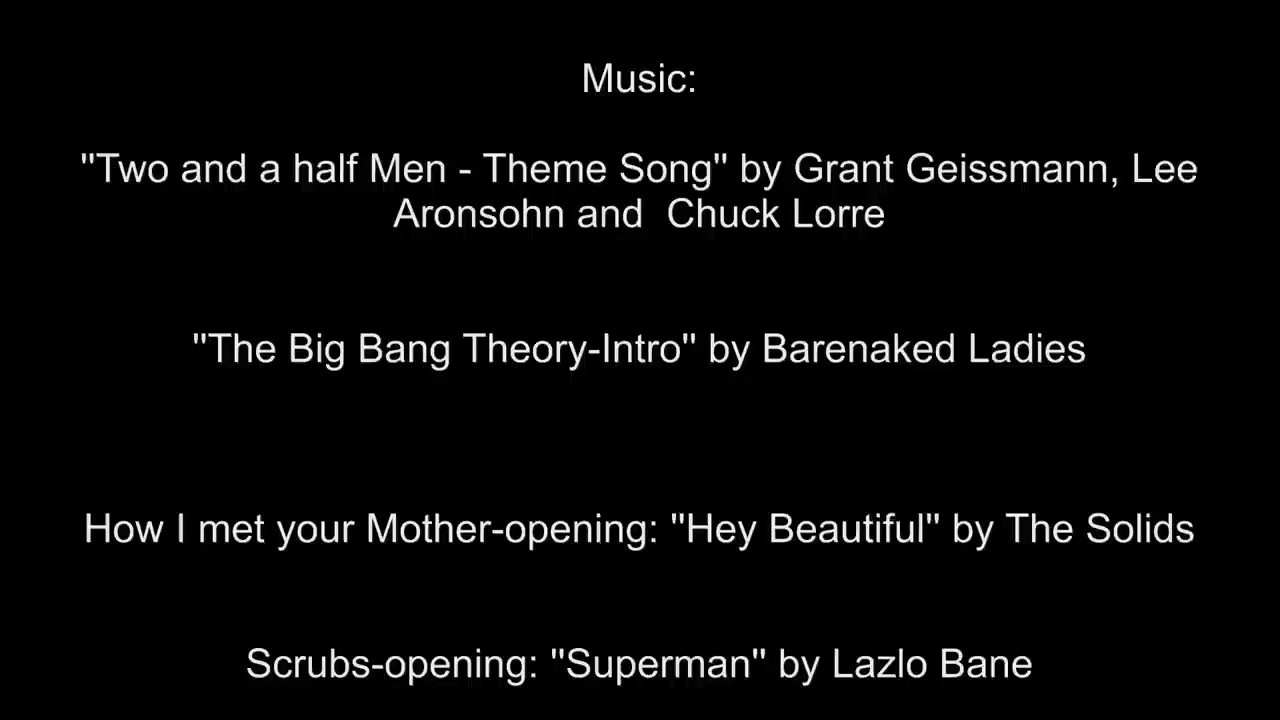 Music:
"Two and a half Men - Theme Song" by Grant Geissmann, Lee
Aronsohn and  Chuck Lorre
"The Big Bang Theory-Intro" by Barenaked Ladies
How I met your Mother-opening: "Hey Beautiful" by The Solids
Scrubs-opening: "Superman" by Lazlo Bane